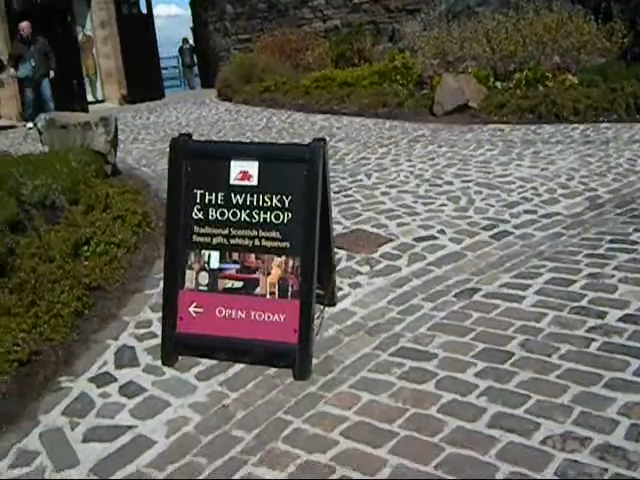 THE WHISKY
& BOOKSHOP
Traditional Scottish books,
finest gifts, whisky & liqueurs
← OPEN TODAY